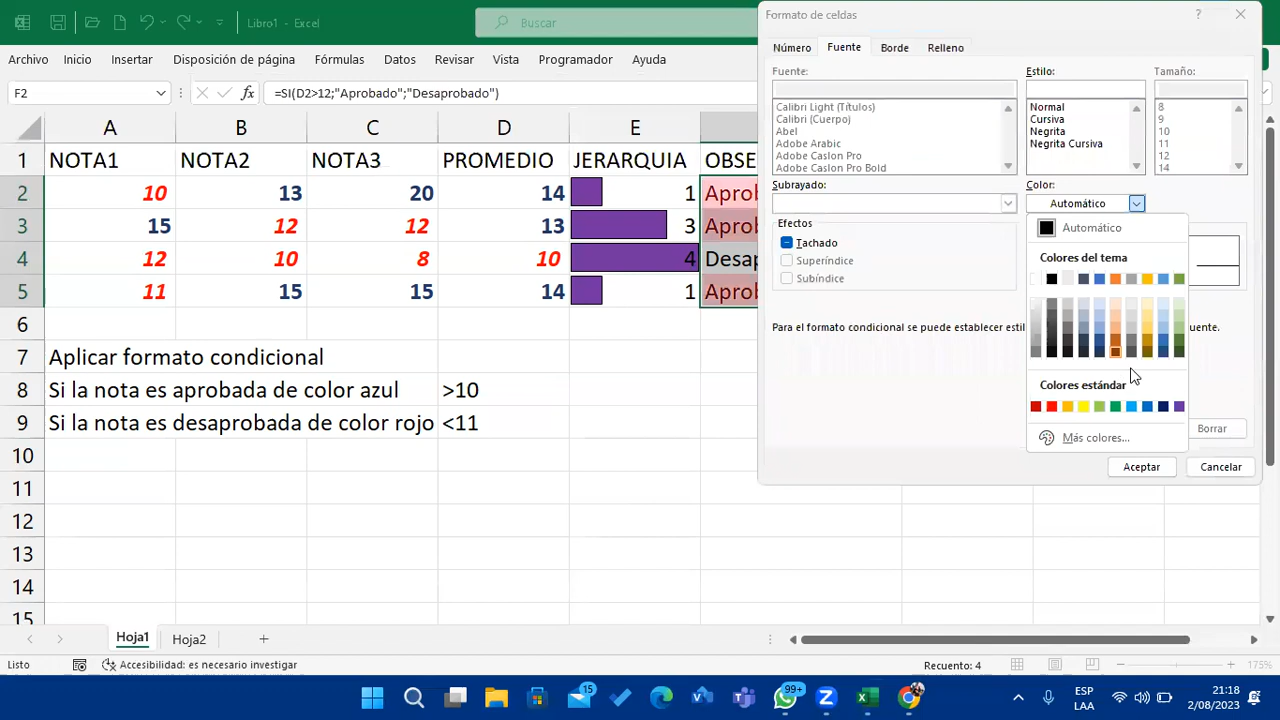 Libro1 - Excel
Buscar
Archivo Inicio Insertar Disposición de página Fórmulas Datos Revisar Vista Programador Ayuda
F2 fx =SI(D2>12;"Aprobado";"Desaprobado")
A B C D E
1 NOTA1 NOTA2 NOTA3 PROMEDIO JERARQUIA OBSE
2 10 13 20 14 1 Aprob
3 15 12 12 13 3 Aprob
4 12 10 8 10 4 Desap
5 11 15 15 14 1 Aprob
6
7 Aplicar formato condicional
8 Si la nota es aprobada de color azul >10
9 Si la nota es desaprobada de color rojo <11
10
11
12
13
14
15
Formato de celdas ?
Número Fuente Borde Relleno
Fuente: Estilo: Tamaño:
Calibri Light (Títulos) Normal 8
Calibri (Cuerpo) Cursiva 9
Abel Negrita 10
Adobe Arabic Negrita Cursiva 11
Adobe Caslon Pro 12
Adobe Caslon Pro Bold 14
Subrayado: Color:
Automático
Efectos
Tachado
Superíndice
Subíndice
Automático
Colores del tema
Para el formato condicional se puede establecer estil
uente.
Colores estándar
Más colores...
Borrar
Aceptar Cancelar
Hoja1 Hoja2 +
Listo Accesibilidad: es necesario investigar Recuento: 4 175%
15 99+
ESP
LAA
21:18
2/08/2023